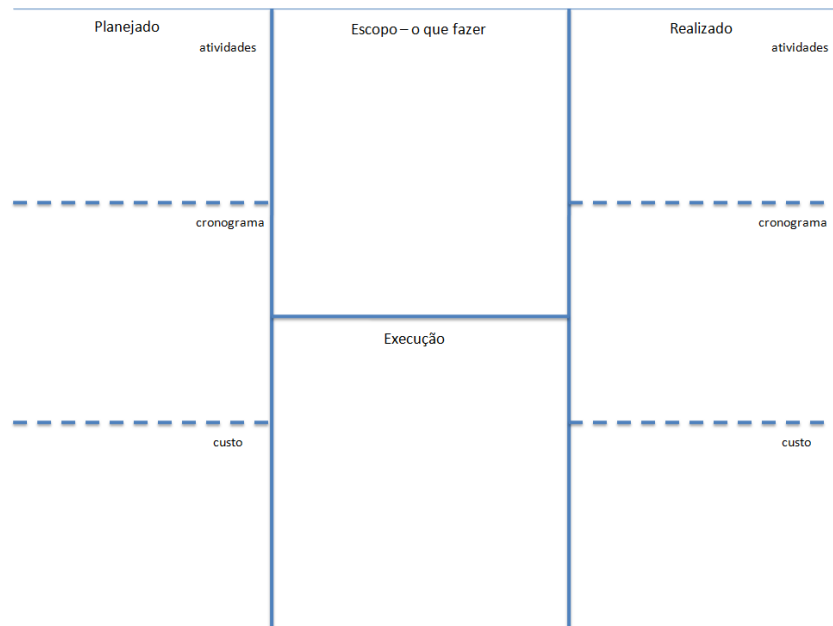 Planejado
atividades
cronograma
custo
Escopo – o que fazer
Execução
Realizado
atividades
cronograma
custo